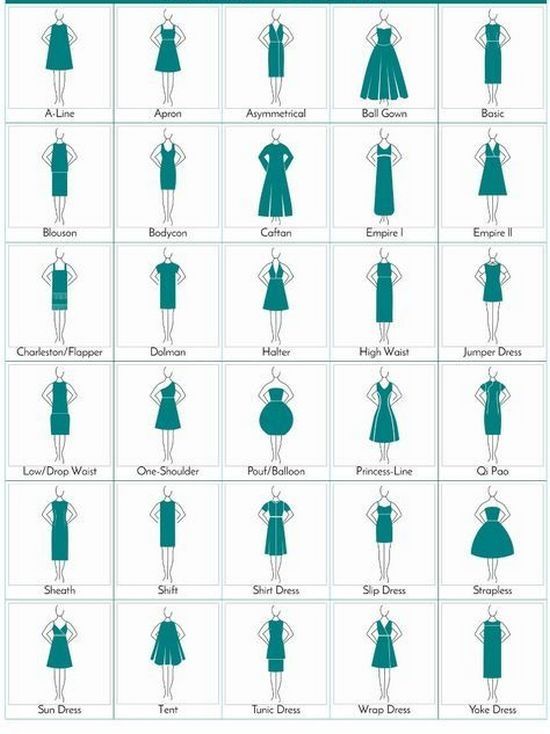 A-Line
Apron
Asymmetrical
Ball Gown
Basic
Blouson
Bodycon
Caftan
Empire I
Empire II
Charleston/Flapper
Dolman
Halter
High Waist
Jumper Dress
Low/Drop Waist
One-Shoulder
Pouf/Balloon
Princess-Line
Qi Pao
Sheath
Shift
Shirt Dress
Slip Dress
Strapless
Sun Dress
Tent
Tunic Dress
Wrap Dress
Yoke Dress